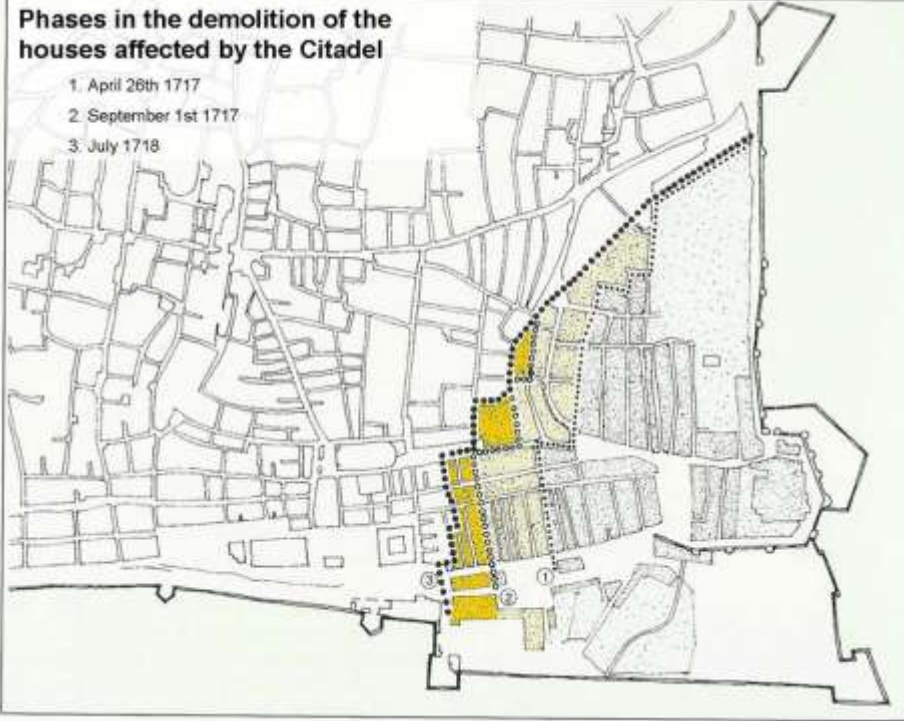 Phases in the demolition of the
houses affected by the Citadel
1. April 26th 1717
2. September 1st 1717
3. July 1718
3
1
2